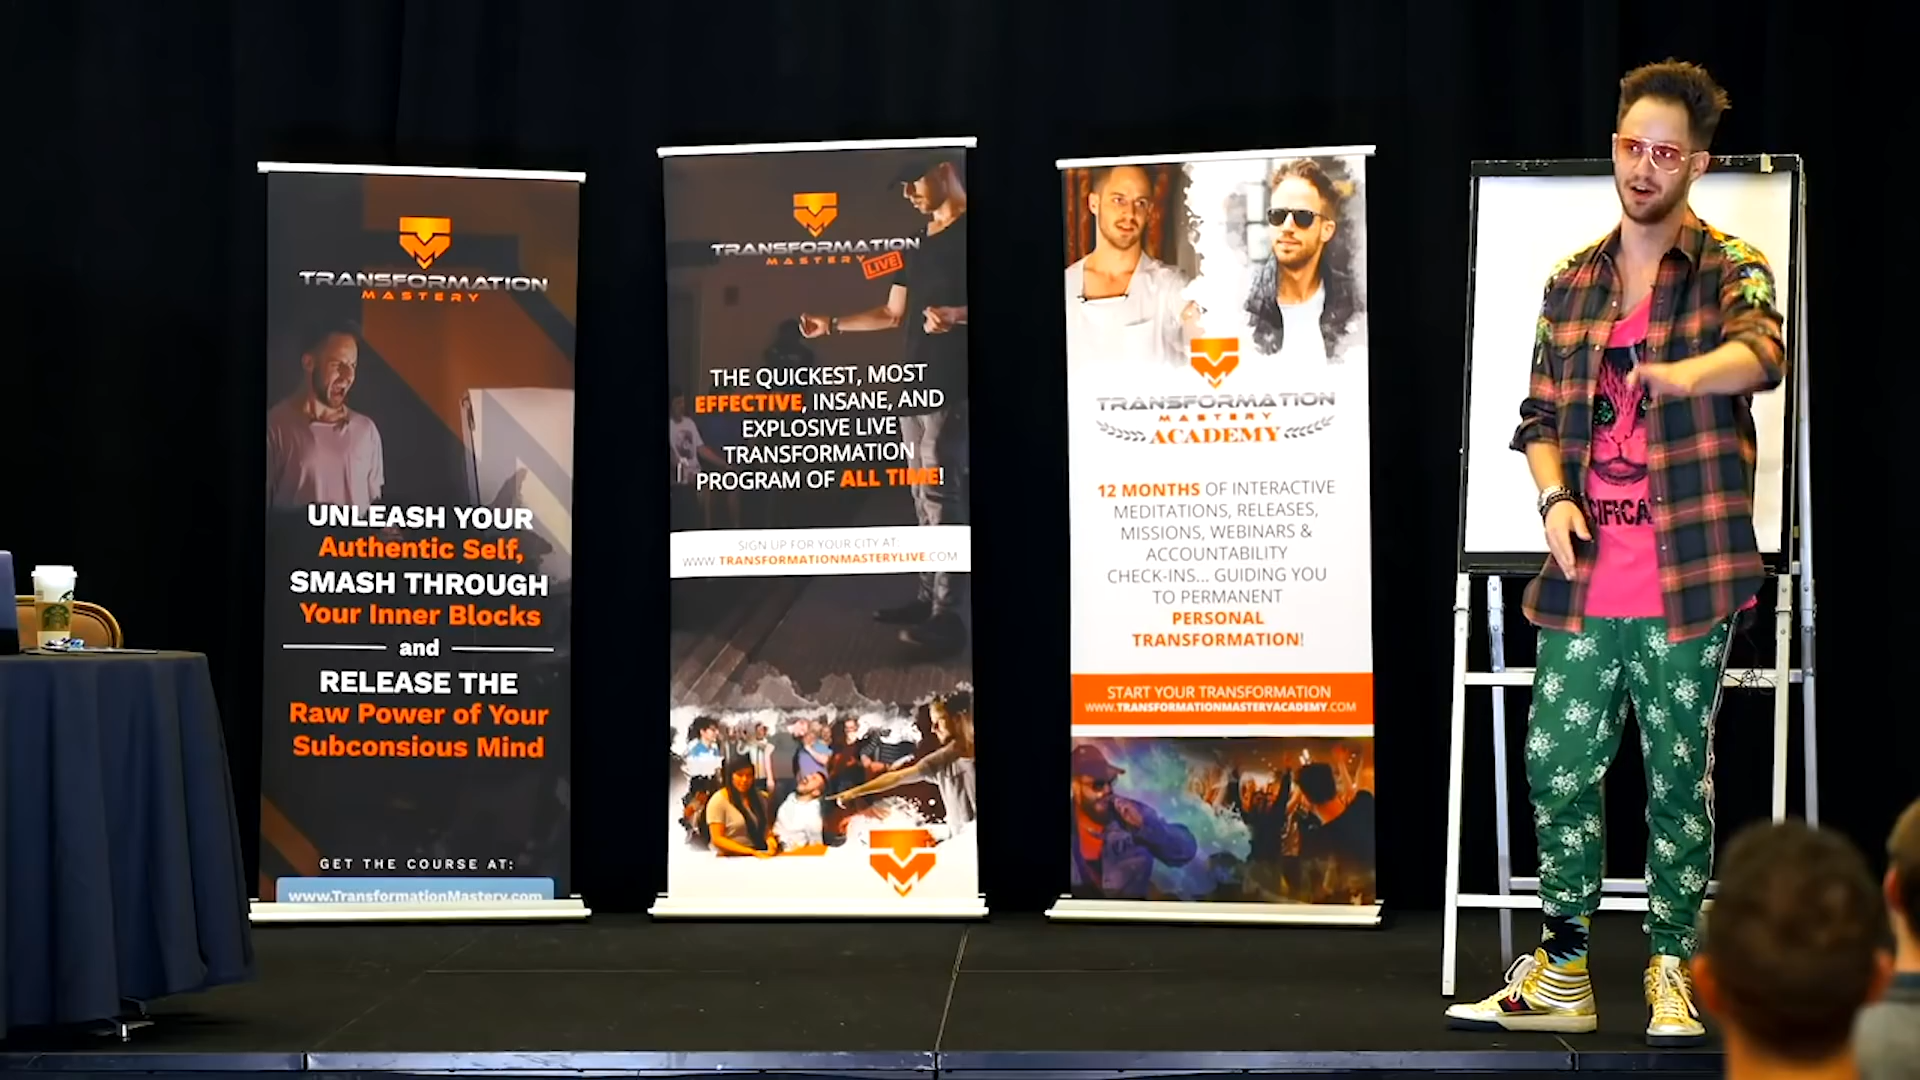 TRANSFORMATION
MASTERY
UNLEASH YOUR
Authentic Self,
SMASH THROUGH
Your Inner Blocks
and
RELEASE THE
Raw Power of Your
Subconsious Mind
GET THE COURSE AT:
www.TransformationMastery.com
TRANSFORMATION
MASTERY
LIVE
THE QUICKEST, MOST
EFFECTIVE, INSANE, AND
EXPLOSIVE LIVE
TRANSFORMATION
PROGRAM OF ALL TIME!
SIGN UP FOR YOUR CITY AT:
WWW.TRANSFORMATIONMASTERYLIVE.COM
TRANSFORMATION
MASTERY
ACADEMY
12 MONTHS OF INTERACTIVE
MEDITATIONS, RELEASES,
MISSIONS, WEBINARS &
ACCOUNTABILITY
CHECK-INS... GUIDING YOU
TO PERMANENT
PERSONAL
TRANSFORMATION!
START YOUR TRANSFORMATION
WWW.TRANSFORMATIONMASTERYACADEMY.COM